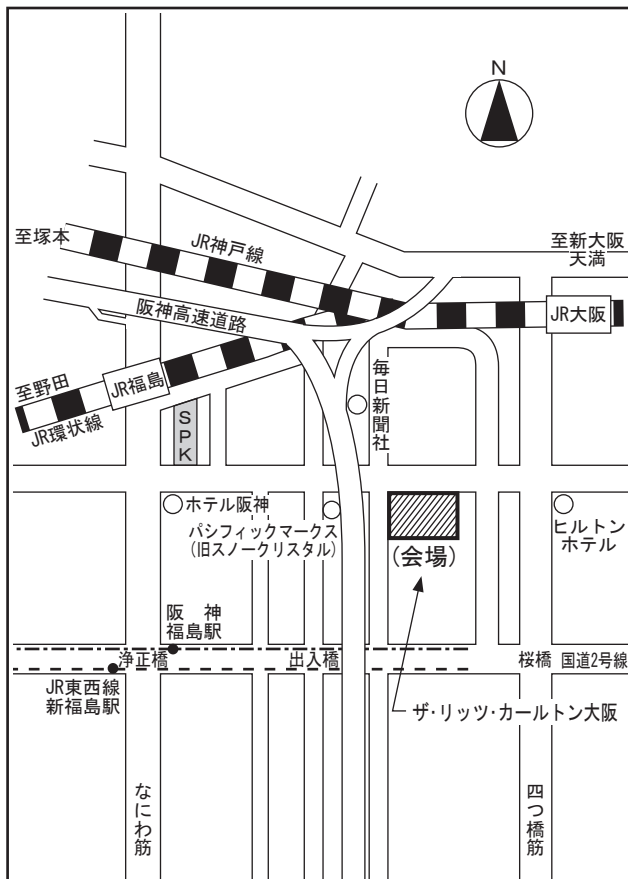 N
至塚本
JR神戸線
至新大阪
天満
阪神高速道路
JR大阪
至野田
JR福島
JR環状線
毎日新聞社
SPK
ホテル阪神
パシフィックマークス
(旧スノークリスタル)
(会場)
ヒルトン
ホテル
阪神
福島駅
浄正橋
出入橋
桜橋
国道2号線
JR東西線
新福島駅
ザ・リッツ・カールトン大阪
なにわ筋
四つ橋筋